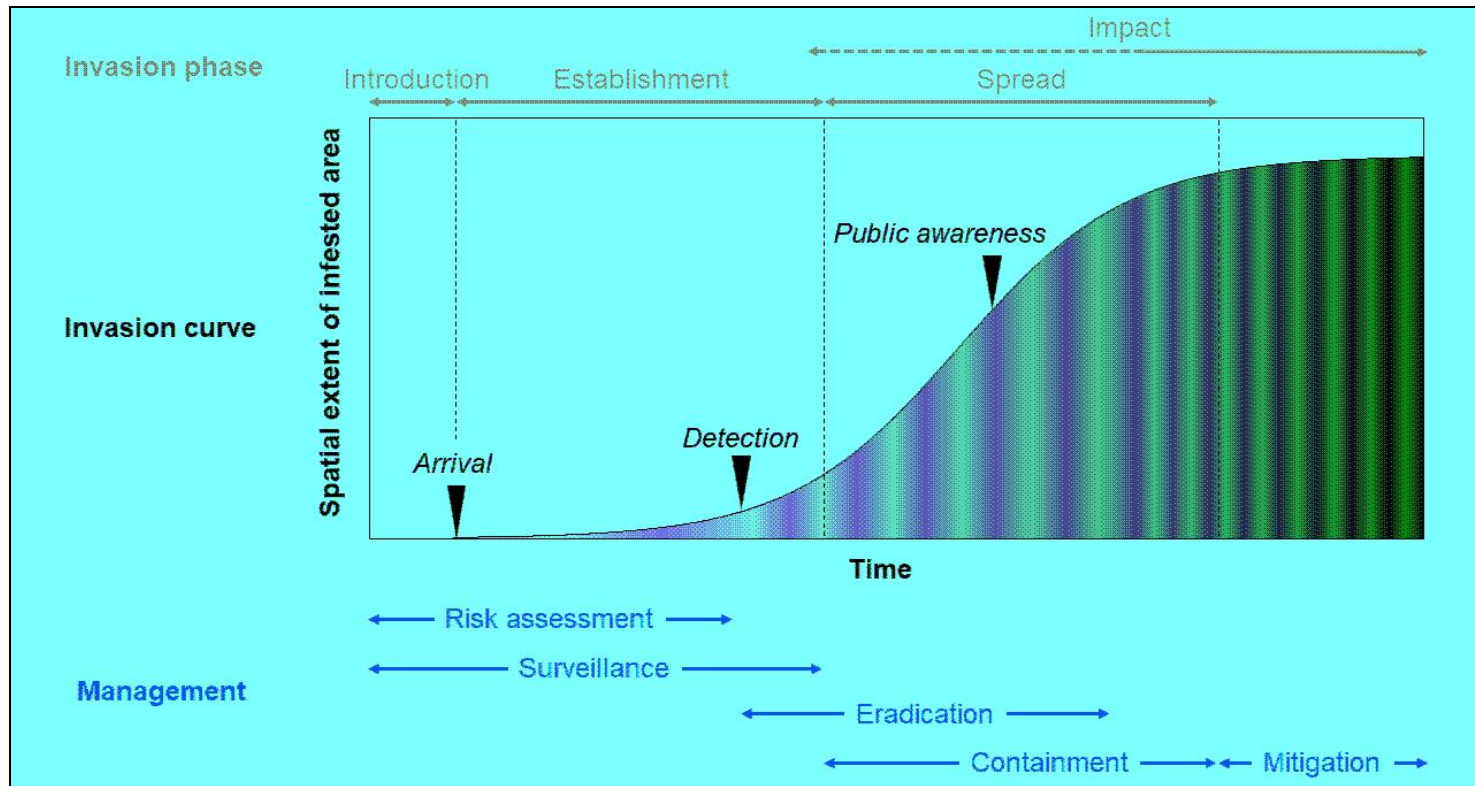 Impact
Invasion phase
Introduction
Establishment
Spread
Spatial extent of infested area
Public awareness
Invasion curve
Detection
Arrival
Time
Risk assessment
Surveillance
Management
Eradication
Containment
Mitigation